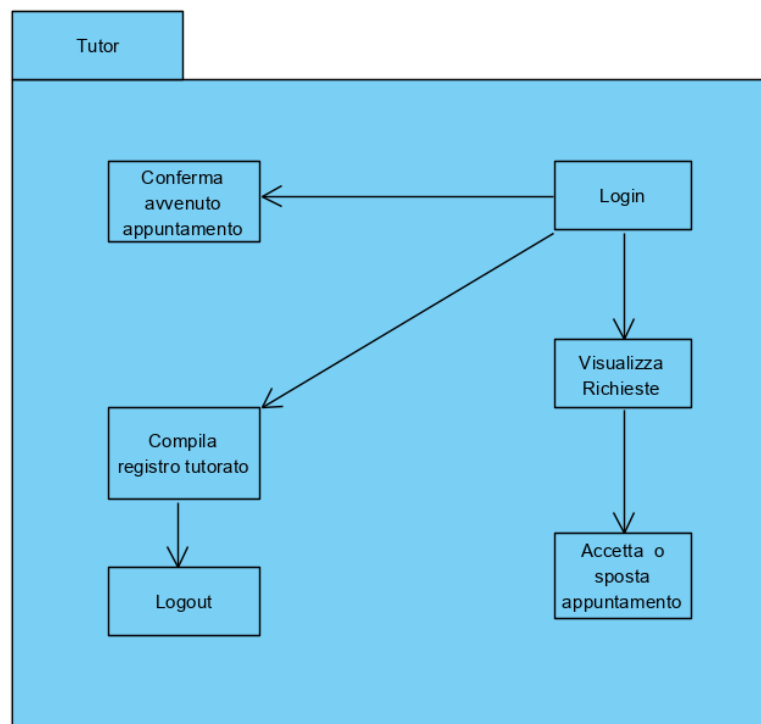 Tutor
Conferma
avvenuto
appuntamento
Login
Visualizza
Richieste
Compila
registro tutorato
Accetta o
sposta
appuntamento
Logout